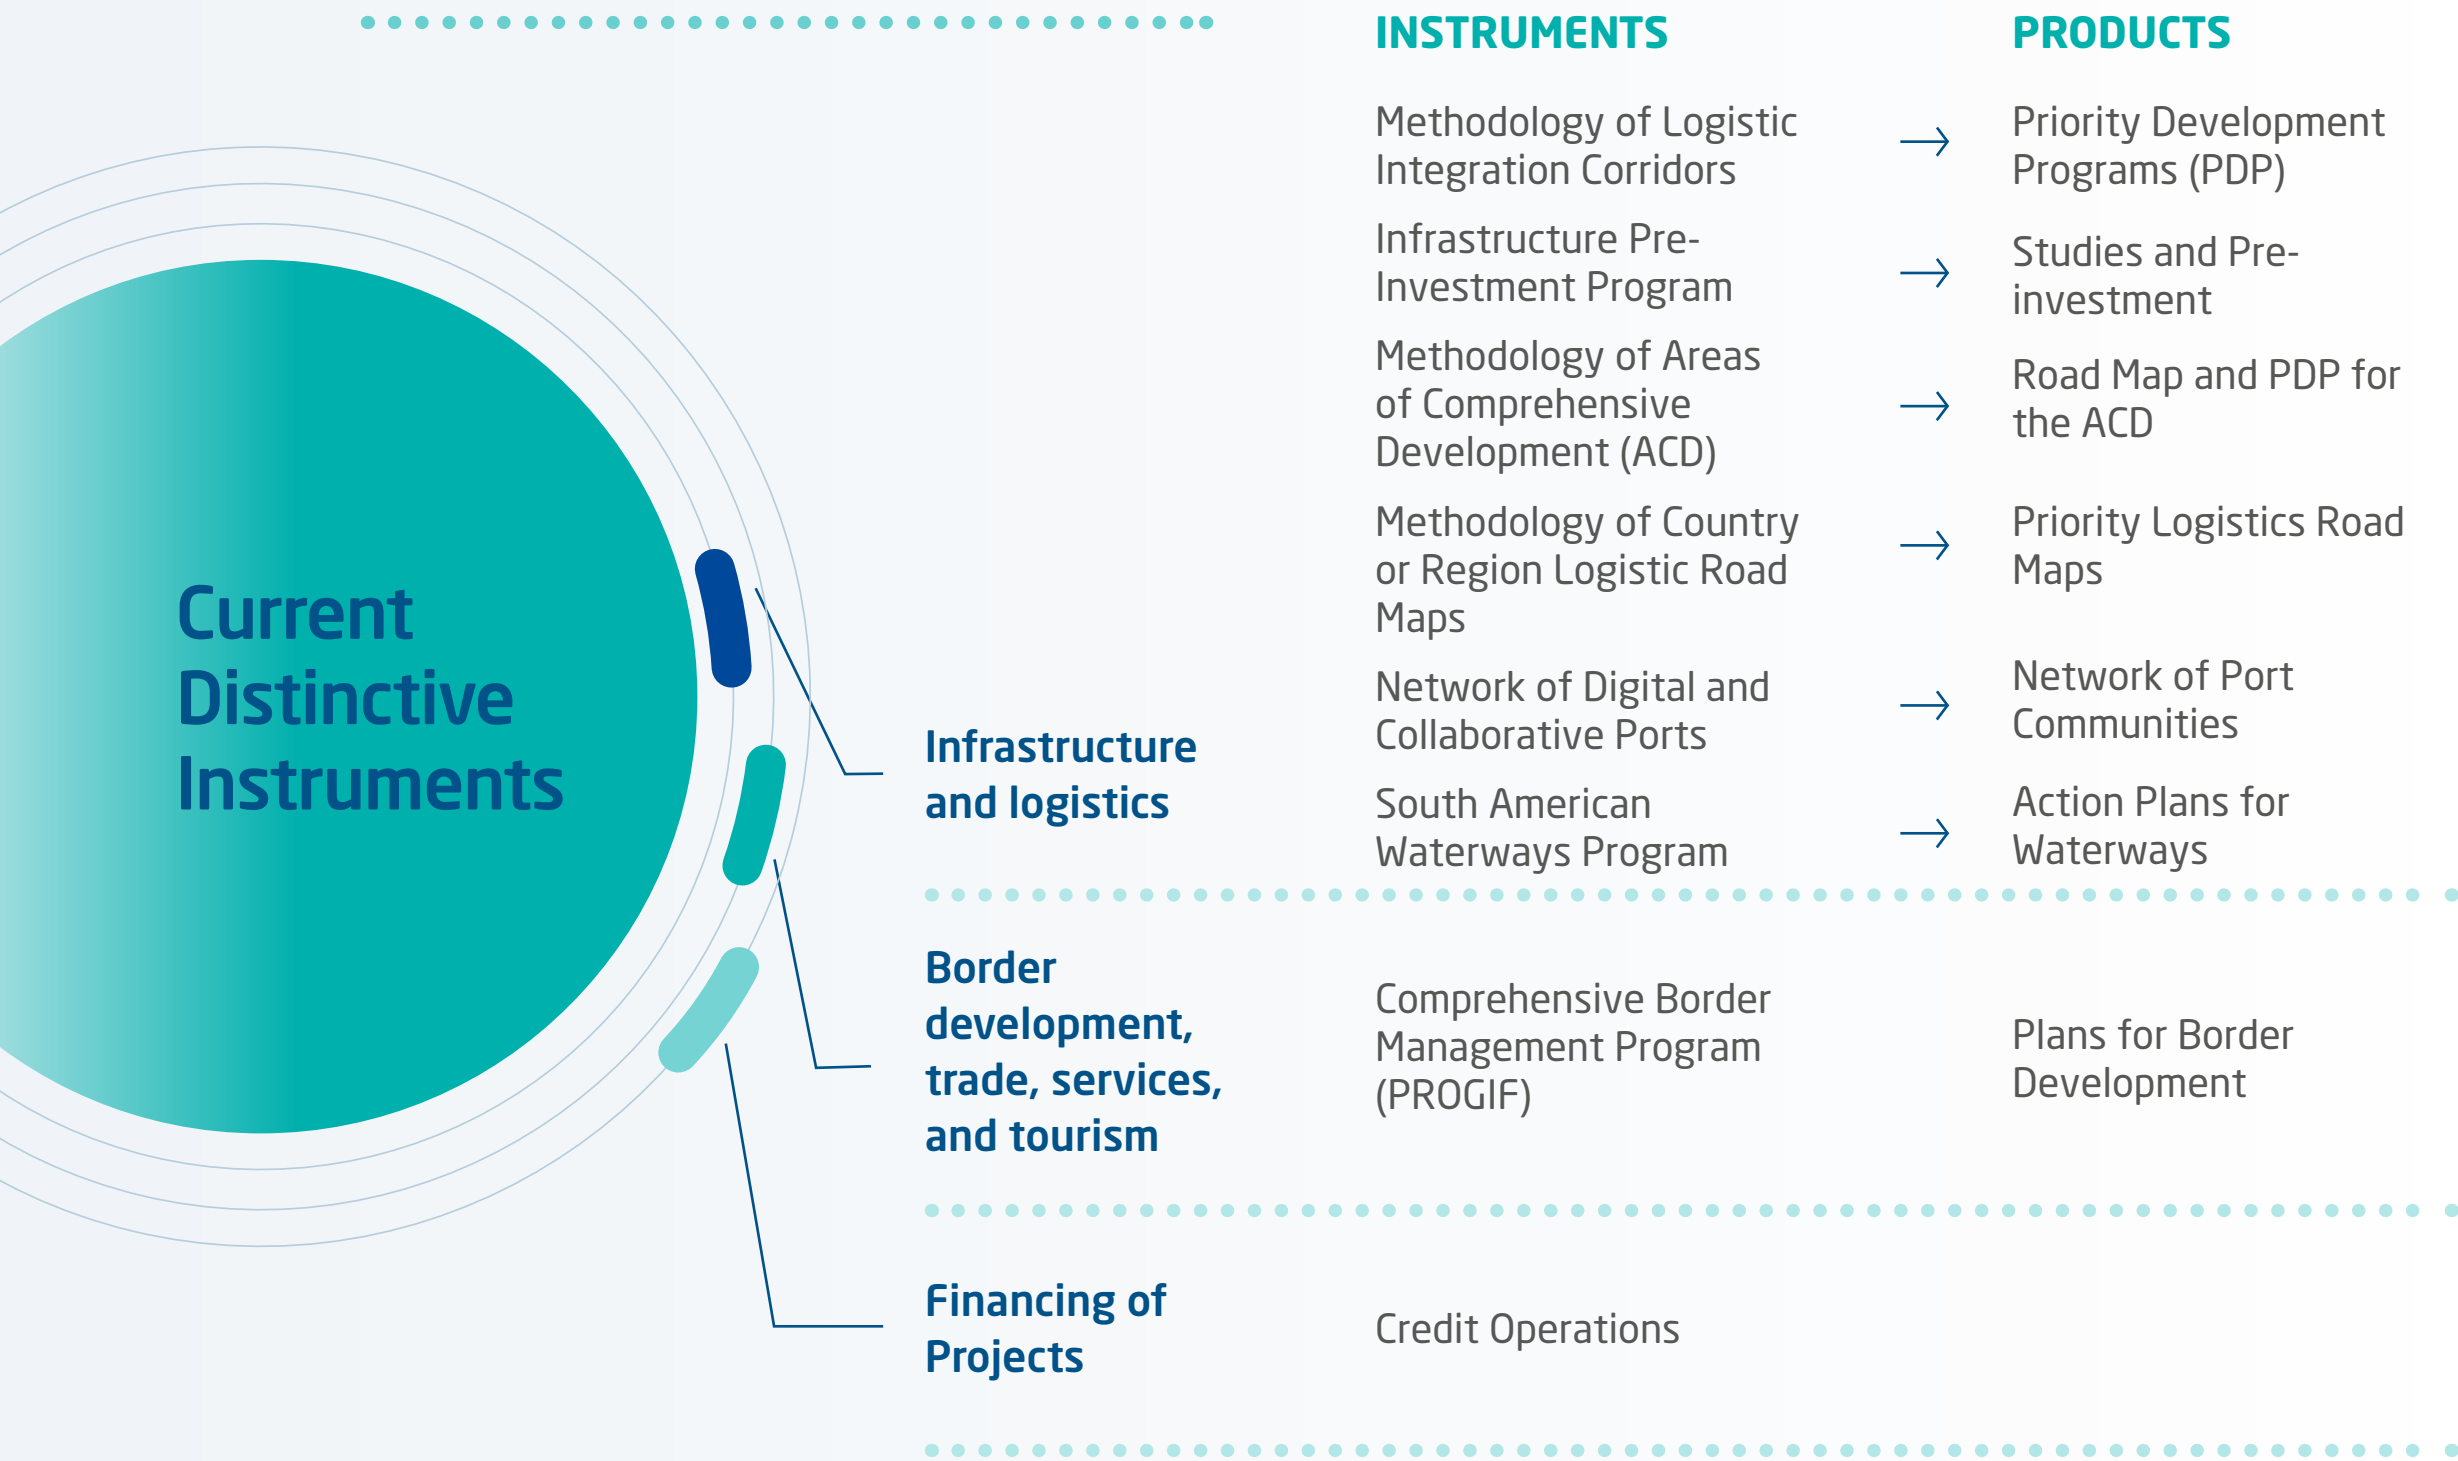 INSTRUMENTS
PRODUCTS
Methodology of Logistic
Integration Corridors
Priority Development
Programs (PDP)
Infrastructure Pre-
Investment Program
Studies and Pre-
investment
Methodology of Areas
of Comprehensive
Development (ACD)
Road Map and PDP for
the ACD
Methodology of Country
or Region Logistic Road
Maps
Priority Logistics Road
Maps
Network of Digital and
Collaborative Ports
Network of Port
Communities
South American
Waterways Program
Action Plans for
Waterways
Current
Distinctive
Instruments
Infrastructure
and logistics
Border
development,
trade, services,
and tourism
Comprehensive Border
Management Program
(PROGIF)
Plans for Border
Development
Financing of
Projects
Credit Operations